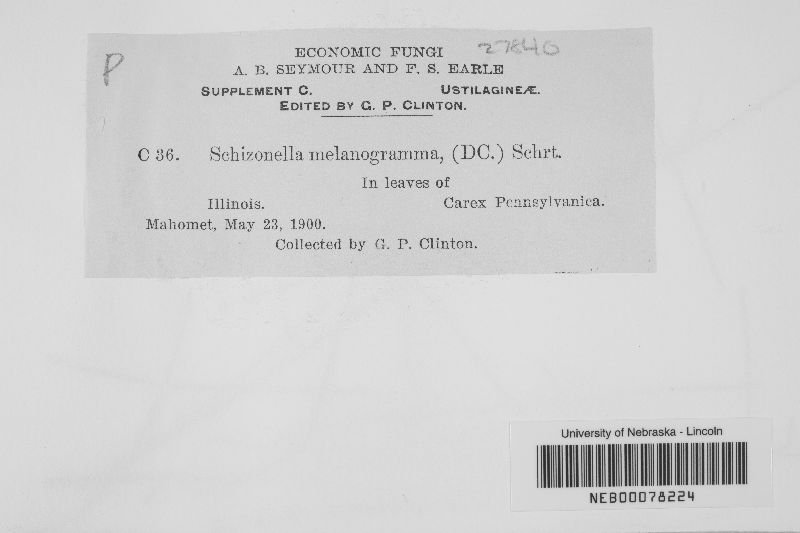 P
ECONOMIC FUNGI 27840
A. B. SEYMOUR AND F. S. EARLE
SUPPLEMENT C. USTILAGINEÆ.
EDITED BY G. P. CLINTON.
C 36. Schizonella melanogramma, (DC.) Schrt.
In leaves of
Illinois. Carex Pennsylvanica.
Mahomet, May 23, 1900.
Collected by G. P. Clinton.
University of Nebraska - Lincoln
NEB00078224